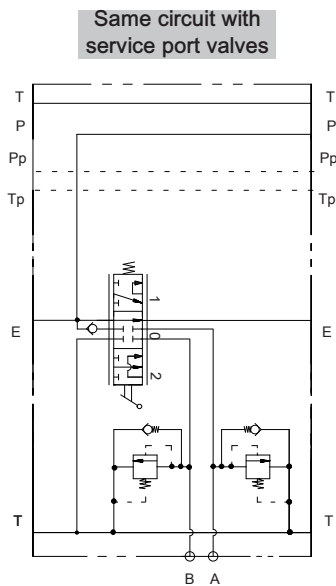 Same circuit with
service port valves
T T
P P
Pp Pp
Tp Tp
1
E 0 E
2
T T
B A